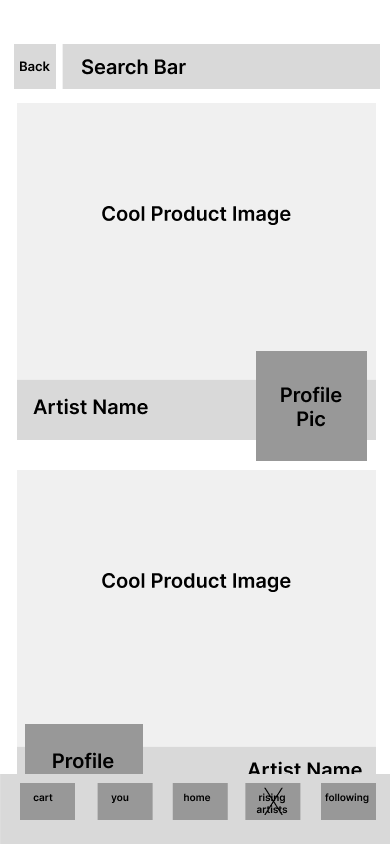 Back
Search Bar
Cool Product Image
Artist Name
Profile
Pic
Cool Product Image
Profile
Artist Name
cart
you
home
rising
artists
following